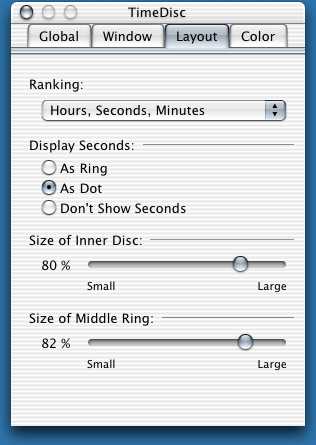 TimeDisc
Global Window Layout Color
Ranking:
Hours, Seconds, Minutes
Display Seconds:
As Ring
As Dot
Don't Show Seconds
Size of Inner Disc:
80 %
Small Large
Size of Middle Ring:
82 %
Small Large